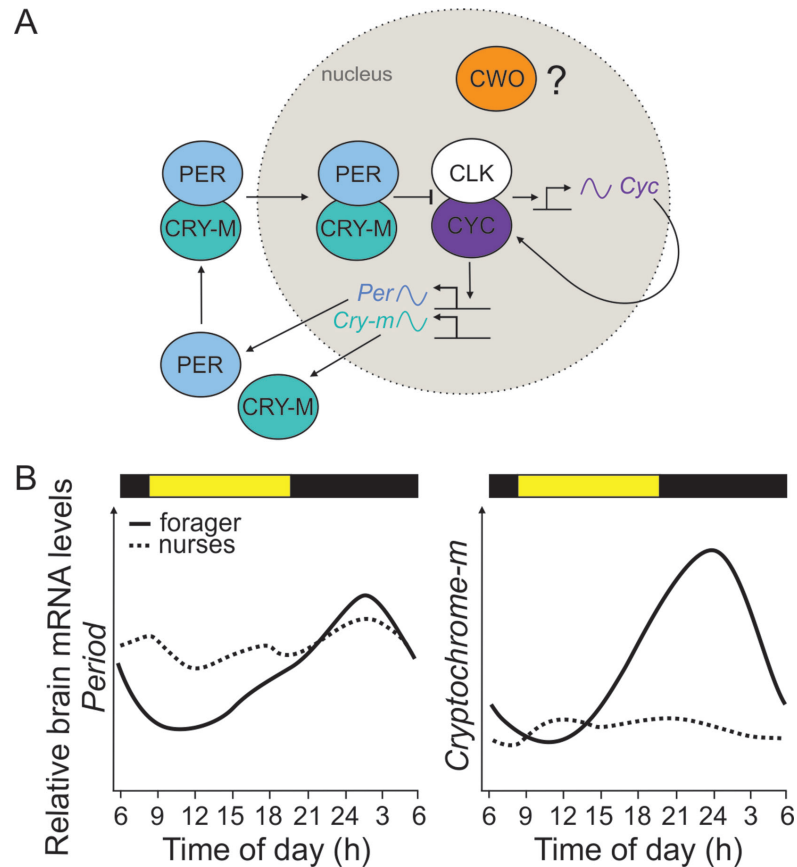 A
nucleus
CWO ?
PER PER CLK
CRY-M CRY-M CYC Cyc
Per
Cry-m
PER
CRY-M
B
Relative brain mRNA levels
Period
forager
nurses
6 9 12 15 18 21 24 3 6
Time of day (h)
Cryptochrome-m
6 9 12 15 18 21 24 3 6
Time of day (h)